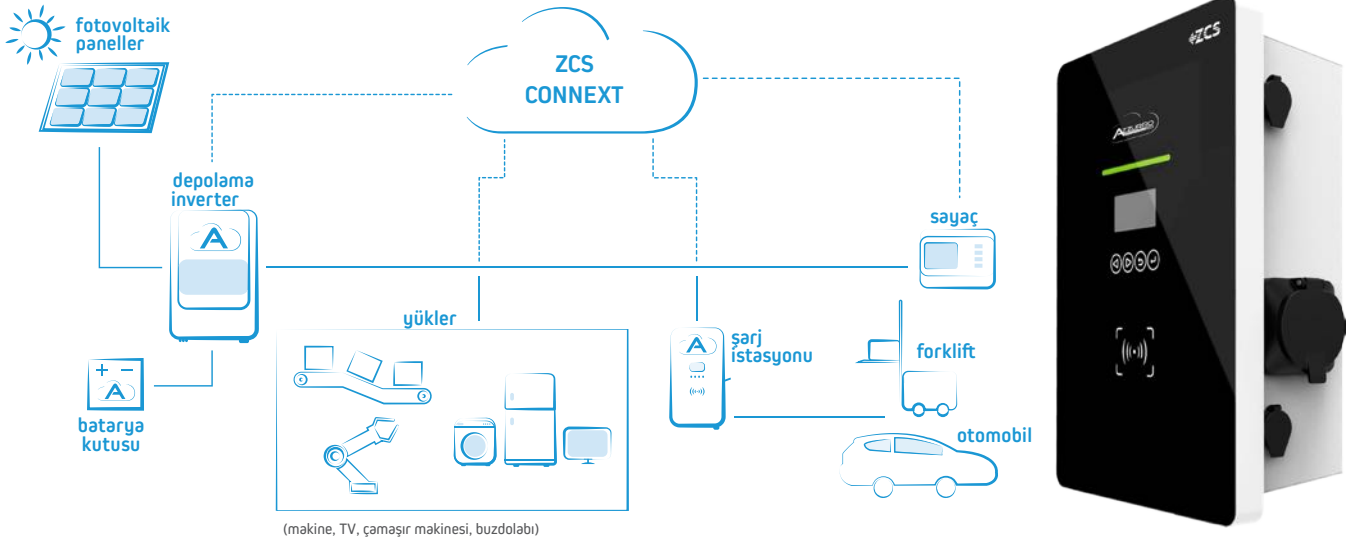 fotovoltaik
paneller
ZCS
CONNEXT
depolama
inverter
sayaç
yükler
şarj
istasyonu
forklift
batarya
kutusu
otomobil
(makine, TV, çamaşır makinesi, buzdolabı)
A
+ -
A
A
ZCS
AZZURRO